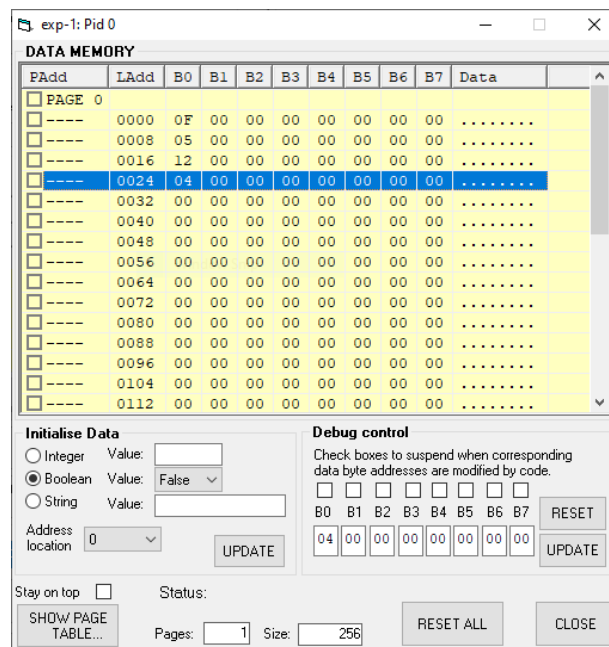 exp-1: Pid 0
DATA MEMORY
PAdd LAdd B0 B1 B2 B3 B4 B5 B6 B7 Data
PAGE 0
---- 0000 0F 00 00 00 00 00 00 00 ........
---- 0008 05 00 00 00 00 00 00 00 ........
---- 0016 12 00 00 00 00 00 00 00 ........
---- 0024 04 00 00 00 00 00 00 00 ........
---- 0032 00 00 00 00 00 00 00 00 ........
---- 0040 00 00 00 00 00 00 00 00 ........
---- 0048 00 00 00 00 00 00 00 00 ........
---- 0056 00 00 00 00 00 00 00 00 ........
---- 0064 00 00 00 00 00 00 00 00 ........
---- 0072 00 00 00 00 00 00 00 00 ........
---- 0080 00 00 00 00 00 00 00 00 ........
---- 0088 00 00 00 00 00 00 00 00 ........
---- 0096 00 00 00 00 00 00 00 00 ........
---- 0104 00 00 00 00 00 00 00 00 ........
---- 0112 00 00 00 00 00 00 00 00 ........
Initialise Data
Integer Value:
Boolean Value: False
String Value:
Address
location 0
UPDATE
Debug control
Check boxes to suspend when corresponding
data byte addresses are modified by code.
B0 B1 B2 B3 B4 B5 B6 B7
04 00 00 00 00 00 00 00
RESET
UPDATE
Stay on top Status:
SHOW PAGE
TABLE...
Pages: 1 Size: 256
RESET ALL
CLOSE